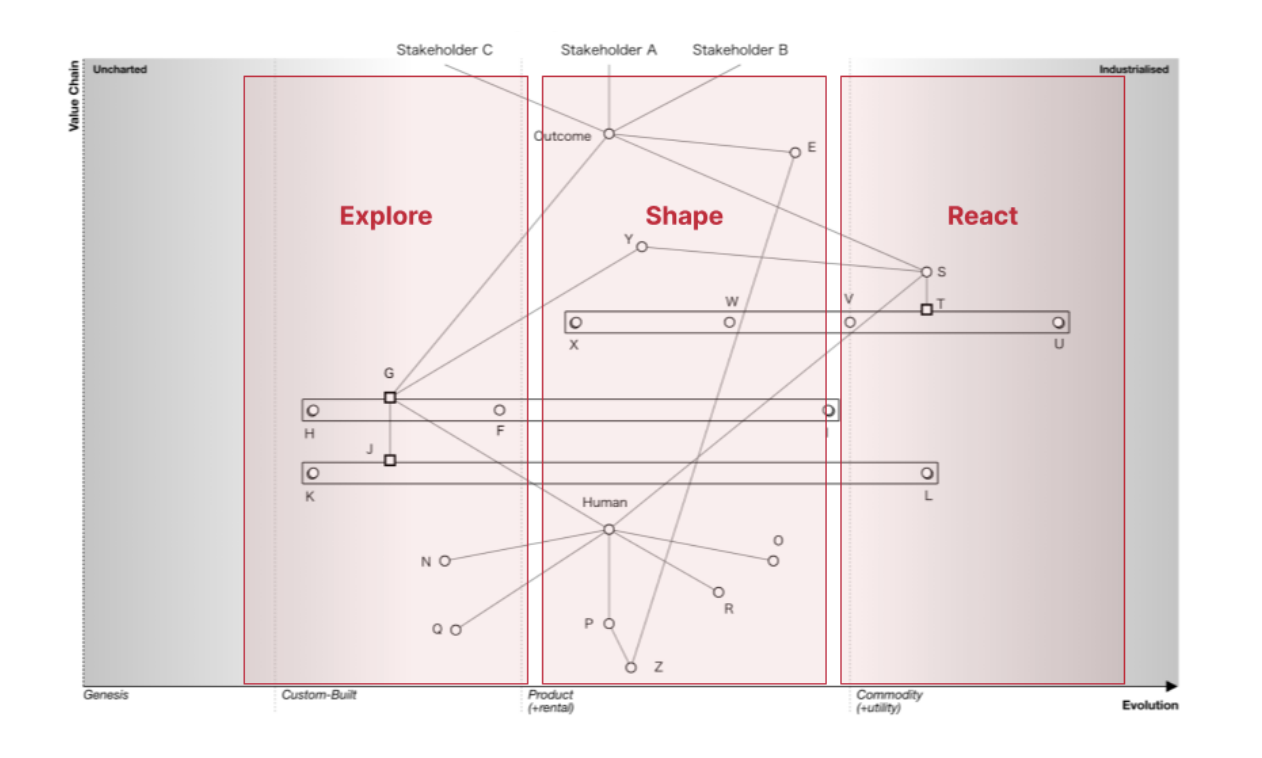 Stakeholder C
Stakeholder A
Stakeholder B
Value Chain
Uncharted
Industrialised
Outcome
E
Explore
Shape
React
Y
S
W
V
T
X
U
G
H
F
I
J
K
L
Human
N
O
R
P
Q
Z
Genesis
Custom-Built
Product
(+rental)
Commodity
(+utility)
Evolution